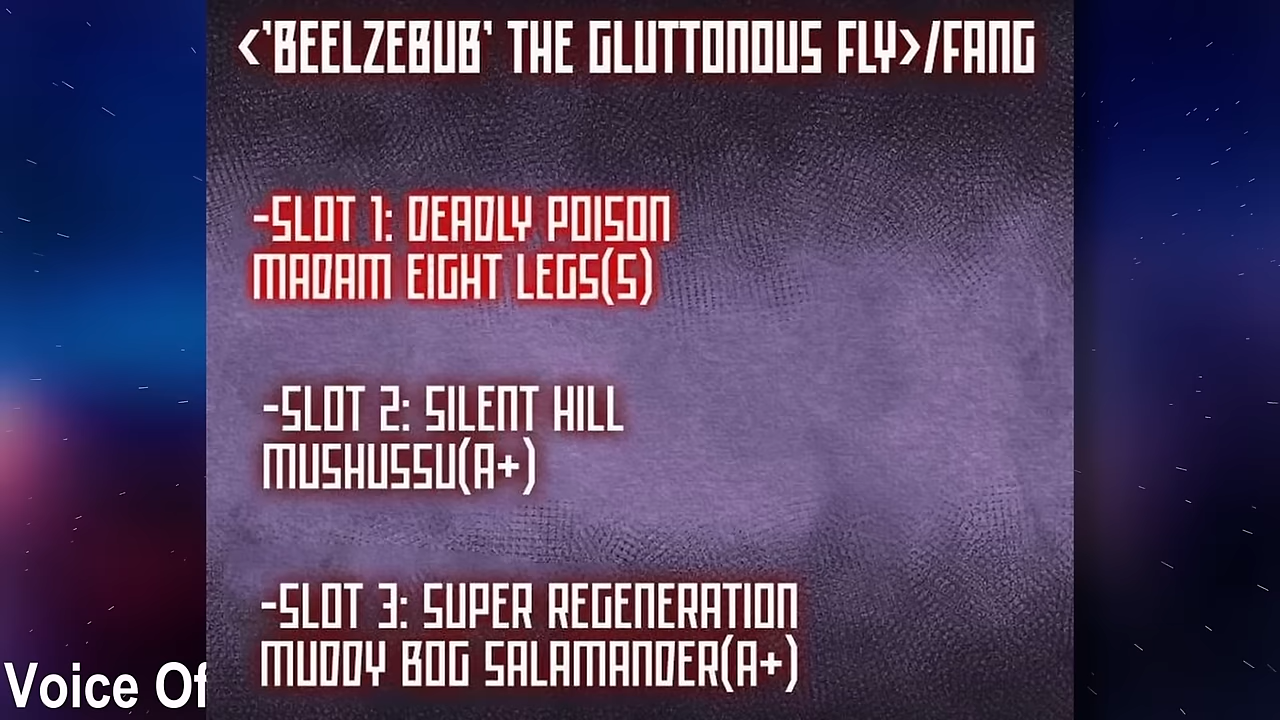 <'BEELZEBUB' THE GLUTTONOUS FLY>/FANG
-SLOT 1: DEADLY POISON
MADAM EIGHT LEGS(S)
-SLOT 2: SILENT HILL
MUSHUSSU(A+)
-SLOT 3: SUPER REGENERATION
MUDDY BOG SALAMANDER(A+)
Voice Of